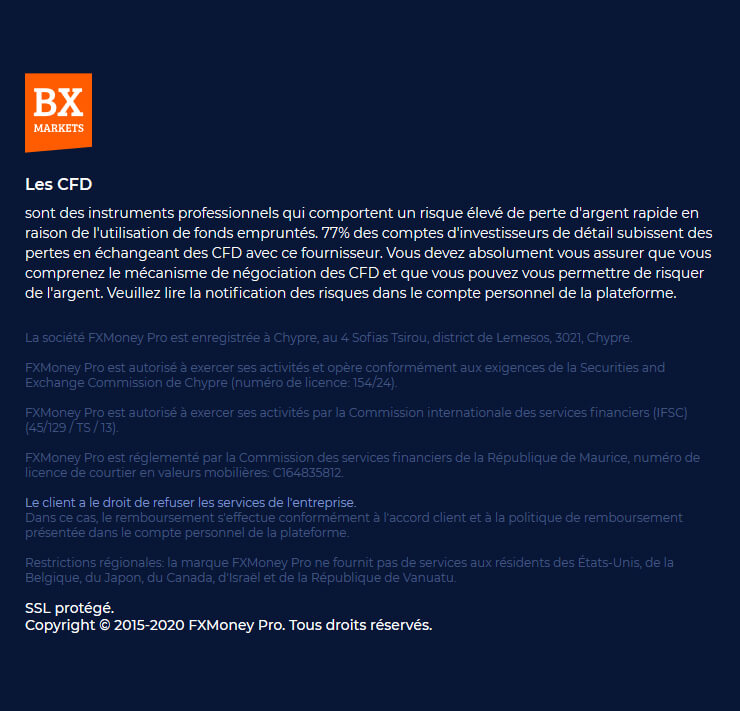 BX
MARKETS
Les CFD
sont des instruments professionnels qui comportent un risque élevé de perte d'argent rapide en
raison de l'utilisation de fonds empruntés. 77% des comptes d'investisseurs de détail subissent des
pertes en échangeant des CFD avec ce fournisseur. Vous devez absolument vous assurer que vous
comprenez le mécanisme de négociation des CFD et que vous pouvez vous permettre de risquer
de l'argent. Veuillez lire la notification des risques dans le compte personnel de la plateforme.
La société FXMoney Pro est enregistrée à Chypre, au 4 Sofias Tsirou, district de Lemesos, 3021, Chypre.
FXMoney Pro est autorisé à exercer ses activités et opère conformément aux exigences de la Securities and
Exchange Commission de Chypre (numéro de licence: 154/24).
FXMoney Pro est autorisé à exercer ses activités par la Commission internationale des services financiers (IFSC)
(45/129 / TS / 13).
FXMoney Pro est réglementé par la Commission des services financiers de la République de Maurice, numéro de
licence de courtier en valeurs mobilières: C164835812.
Le client a le droit de refuser les services de l'entreprise.
Dans ce cas, le remboursement s'effectue conformément à l'accord client et à la politique de remboursement
présentée dans le compte personnel de la plateforme.
Restrictions régionales: la marque FXMoney Pro ne fournit pas de services aux résidents des États-Unis, de la
Belgique, du Japon, du Canada, d'Israël et de la République de Vanuatu.
SSL protégé.
Copyright © 2015-2020 FXMoney Pro. Tous droits réservés.